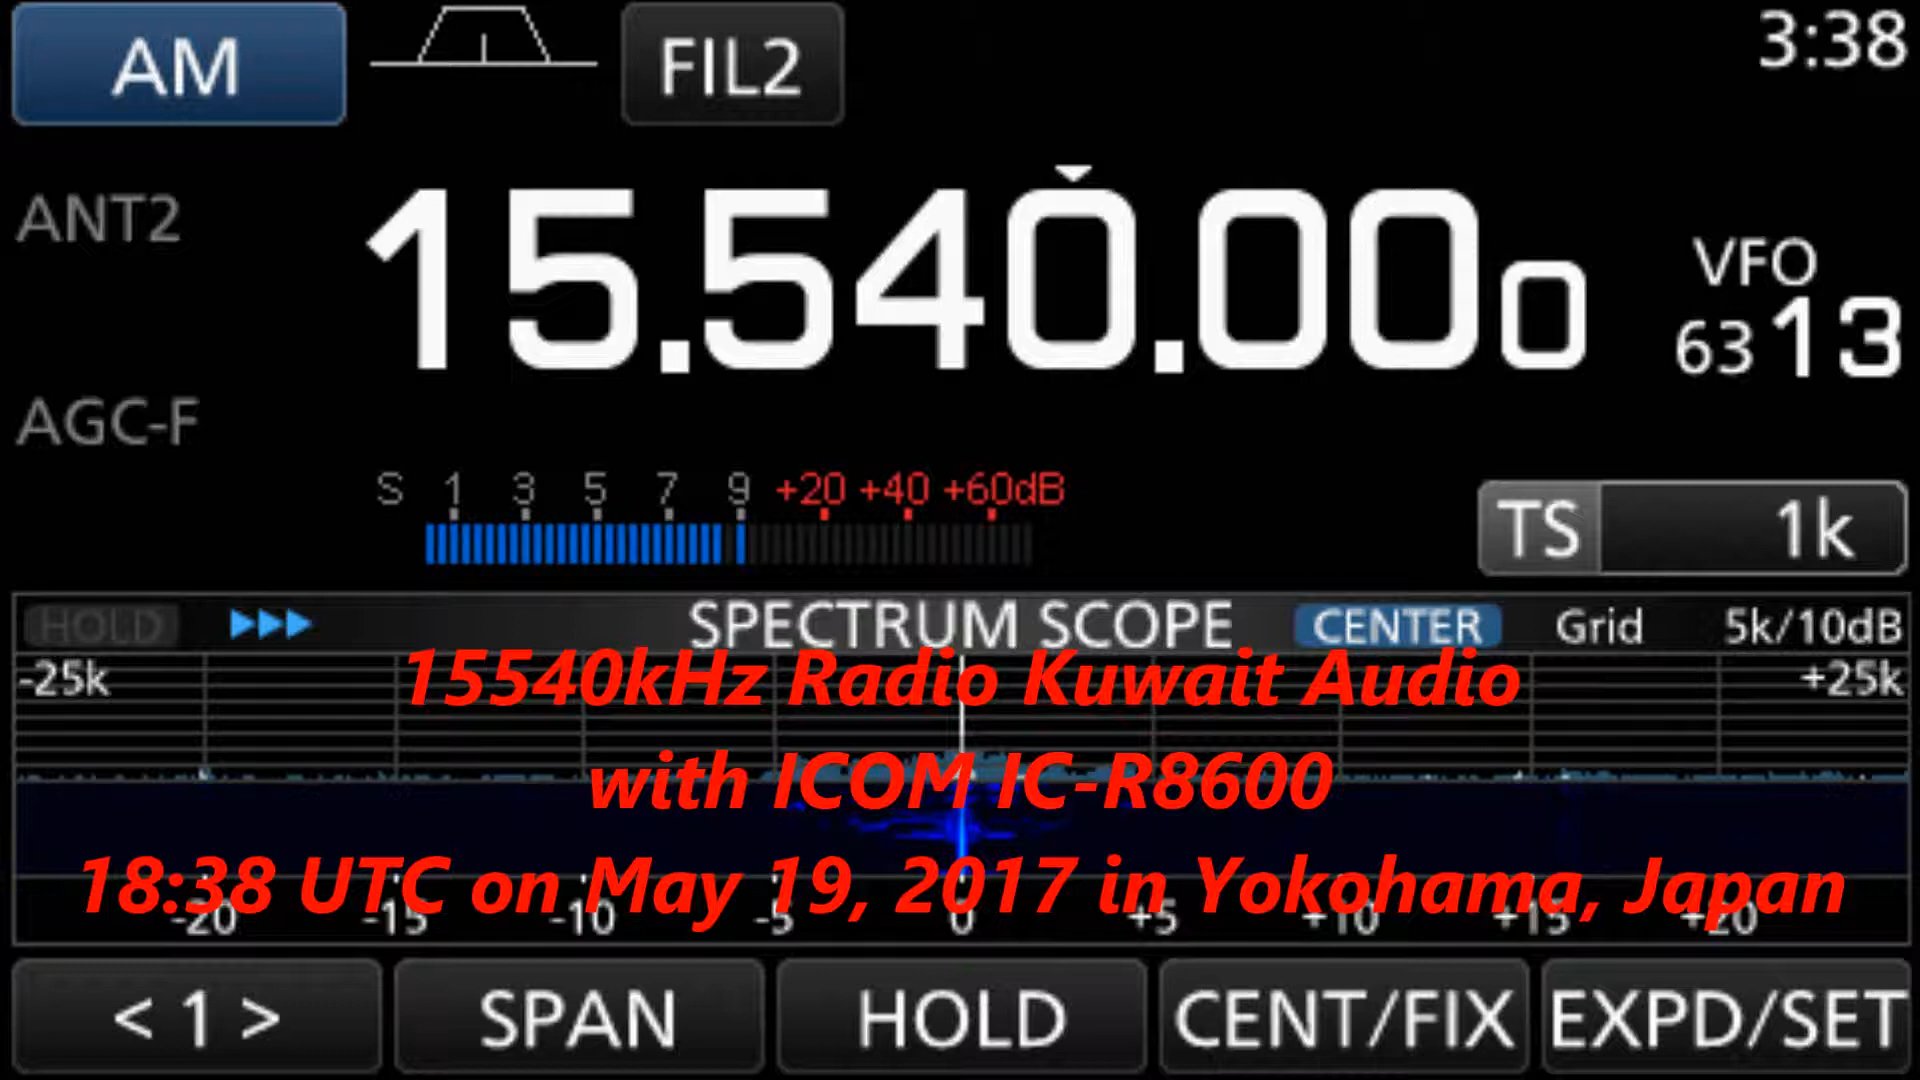 AM
FIL2
3:38
ANT2
15.540.000
VFO
6313
AGC-F
S 1 3 5 7 9 +20 +40 +60dB
TS 1k
HOLD
SPECTRUM SCOPE
CENTER
Grid
5k/10dB
-25k
+25k
15540kHz Radio Kuwait Audio
with ICOM IC-R8600
18:38 UTC on May 19, 2017 in Yokohama, Japan
-20 -15 -10 -5 0 +5 +10 +15 +20
< 1 >
SPAN
HOLD
CENT/FIX
EXPD/SET